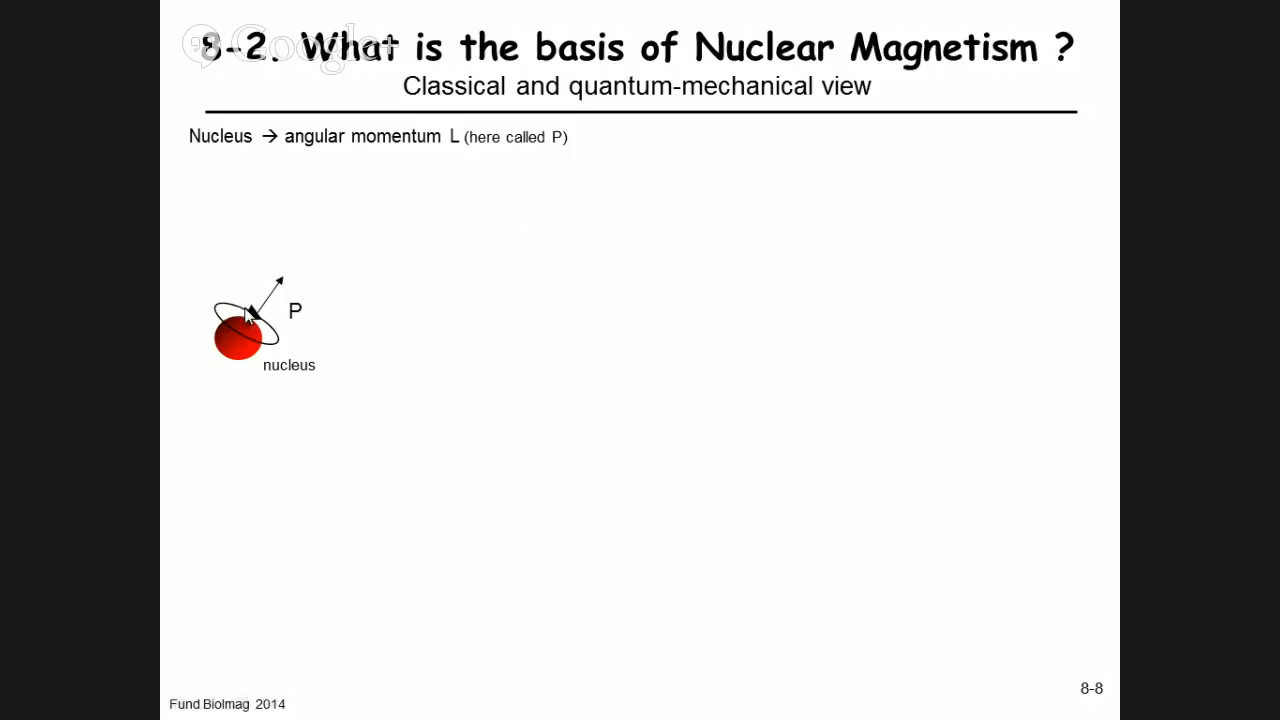 8-2. What is the basis of Nuclear Magnetism ?
Google+
Classical and quantum-mechanical view
Nucleus → angular momentum L (here called P)
P
nucleus
8-8
Fund BioImag 2014